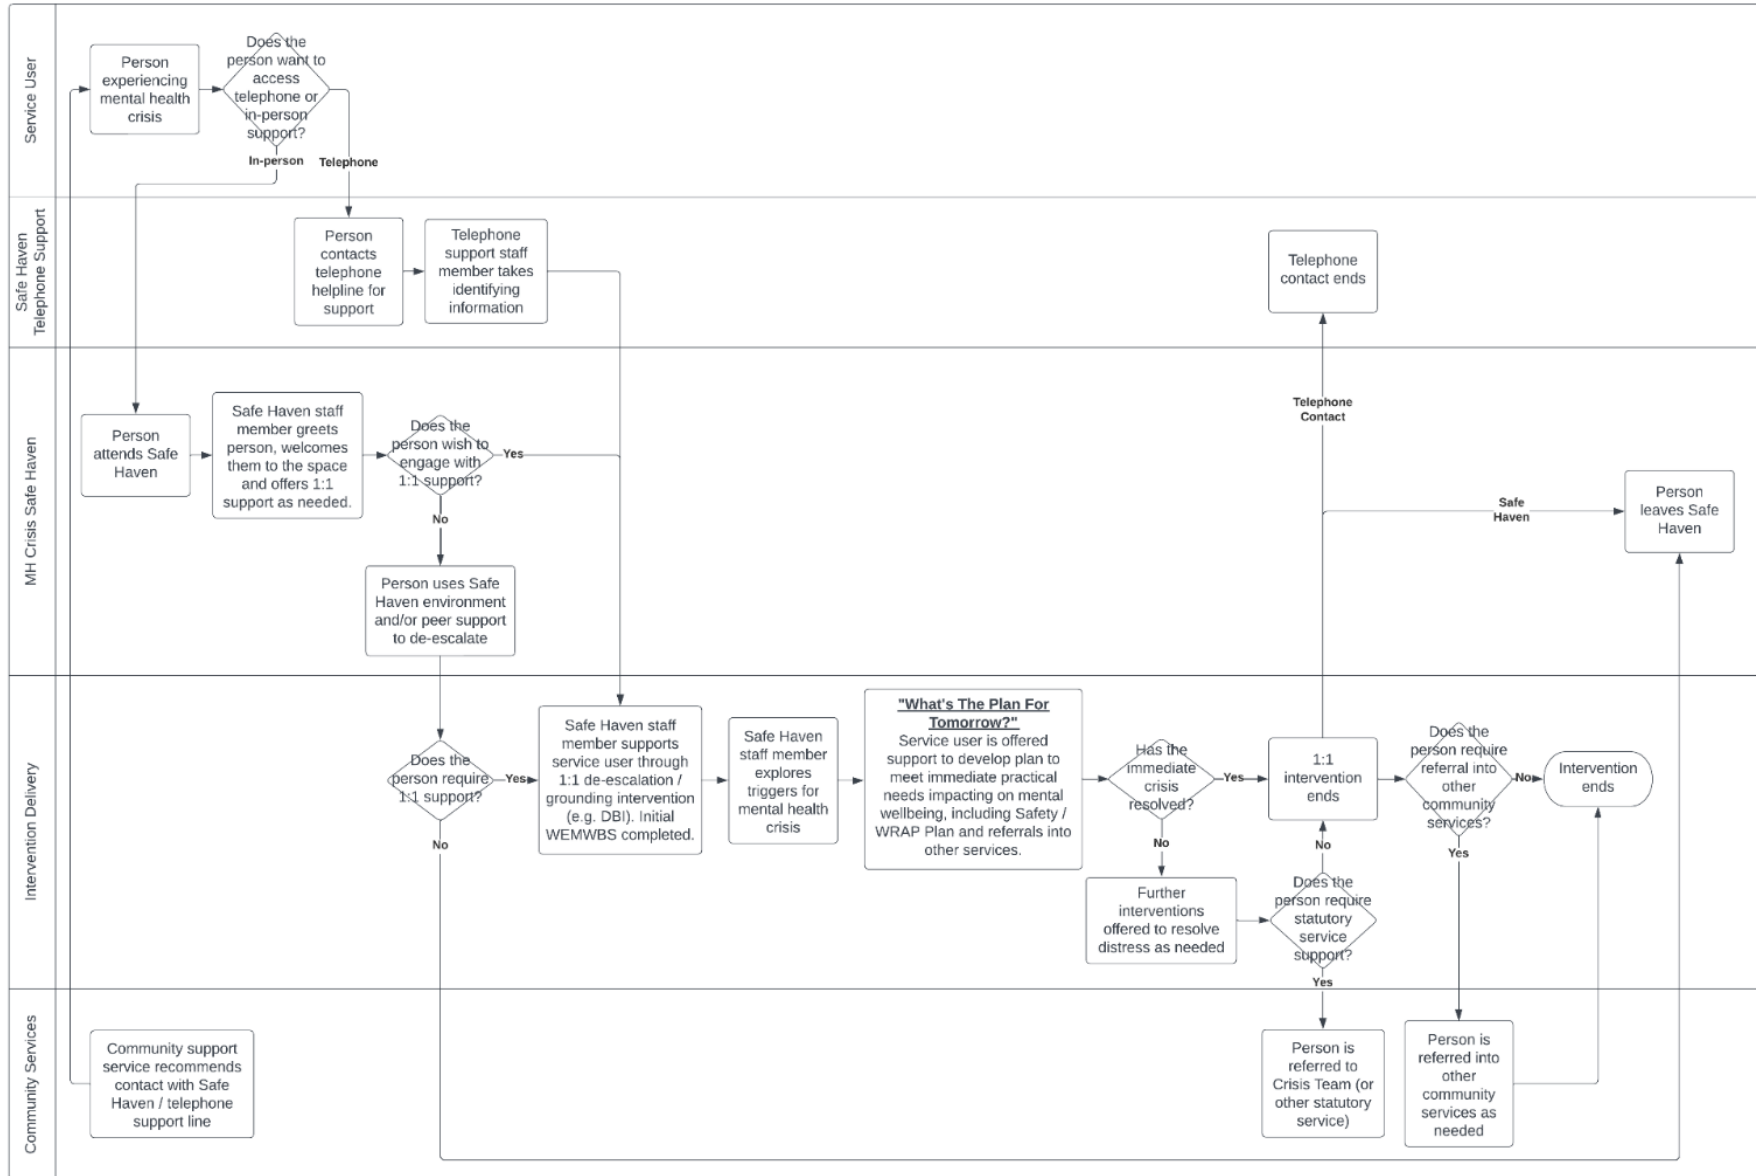 Service User
Person
experiencing
mental health
crisis
Does the
person want to
access
telephone or
in-person
support?
In-person
Telephone
Safe Haven
Telephone Support
Person
contacts
telephone
helpline for
support
Telephone
support staff
member takes
identifying
information
Telephone
contact ends
MH Crisis Safe Haven
Person
attends Safe
Haven
Safe Haven staff
member greets
person, welcomes
them to the space
and offers 1:1
support as needed.
Does the
person wish to
engage with
1:1 support?
Yes
No
Person uses Safe
Haven environment
and/or peer support
to de-escalate
Telephone
Contact
Safe
Haven
Person
leaves Safe
Haven
Intervention Delivery
Does the
person require
1:1 support?
Yes
No
Safe Haven staff
member supports
service user through
1:1 de-escalation /
grounding intervention
(e.g. DBI). Initial
WEMWBS completed.
Safe Haven
staff member
explores
triggers for
mental health
crisis
"What's The Plan For
Tomorrow?"
Service user is offered
support to develop plan to
meet immediate practical
needs impacting on mental
wellbeing, including Safety /
WRAP Plan and referrals into
other services.
Has the
immediate
crisis
resolved?
Yes
No
Further
interventions
offered to resolve
distress as needed
1:1
intervention
ends
No
Does the
person require
statutory
service
support?
Yes
Does the
person require
referral into
other
community
services?
No
Yes
Intervention
ends
Community Services
Community support
service recommends
contact with Safe
Haven / telephone
support line
Person is
referred to
Crisis Team (or
other statutory
service)
Person is
referred into
other
community
services as
needed